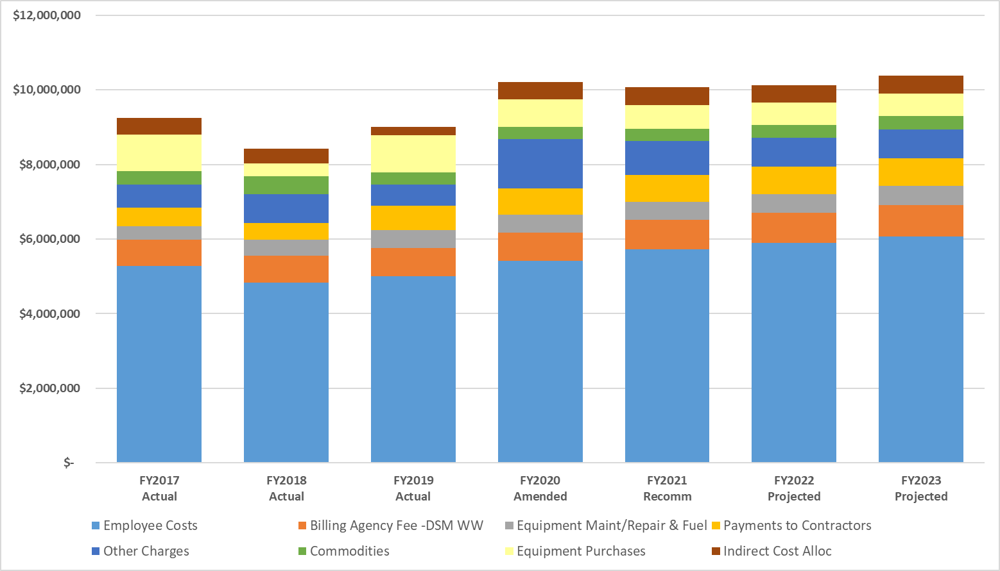 $12,000,000
$10,000,000
$8,000,000
$6,000,000
$4,000,000
$2,000,000
$-
FY2017 FY2018 FY2019 FY2020 FY2021 FY2022 FY2023
Actual Actual Actual Amended Recomm Projected Projected
Employee Costs Billing Agency Fee -DSM WW Equipment Maint/Repair & Fuel Payments to Contractors
Other Charges Commodities Equipment Purchases Indirect Cost Alloc